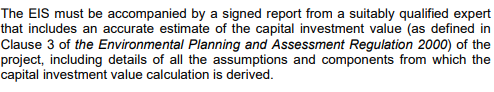 The EIS must be accompanied by a signed report from a suitably qualified expert
that includes an accurate estimate of the capital investment value (as defined in
Clause 3 of the Environmental Planning and Assessment Regulation 2000) of the
project, including details of all the assumptions and components from which the
capital investment value calculation is derived.